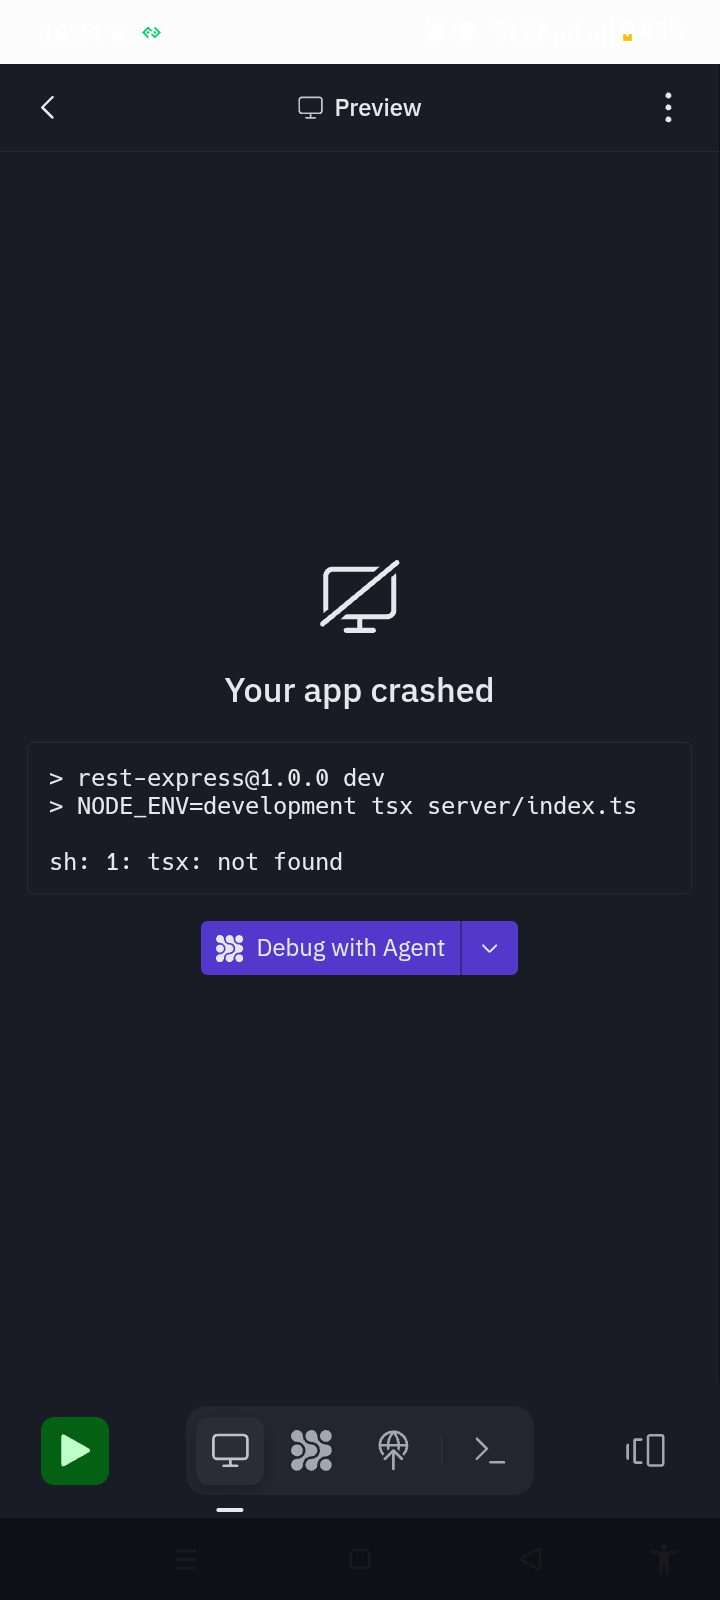 Preview
Your app crashed
> rest-express@1.0.0 dev
> NODE_ENV=development tsx server/index.ts
sh: 1: tsx: not found
Debug with Agent